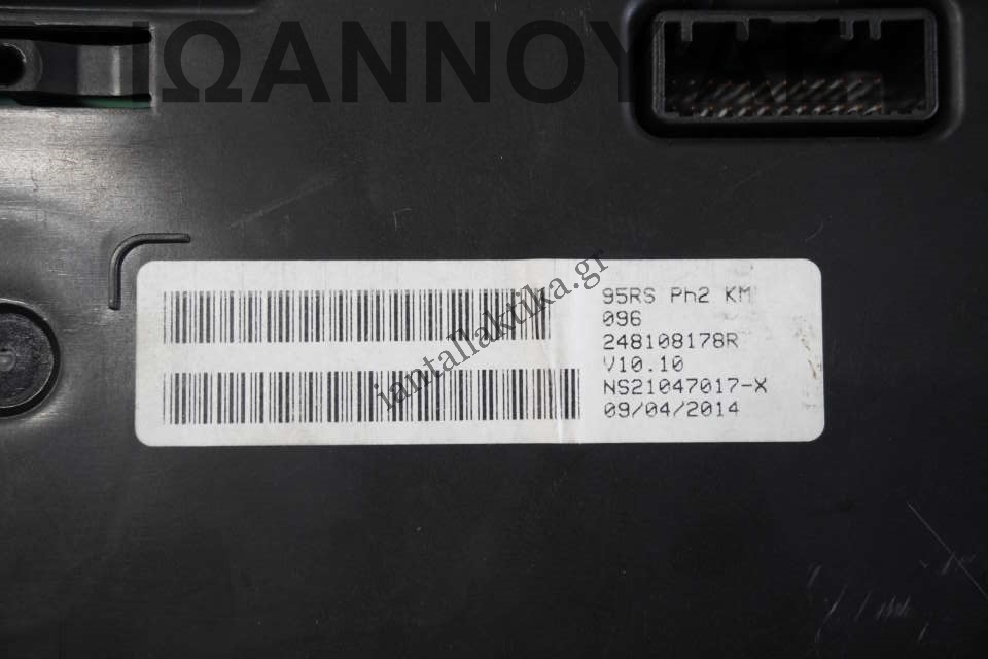 ΙΩΑΝΝΟΥ
95RS Ph2 KM
096
248108178R
V10.10
NS21047017-X
09/04/2014
iantallaktika.gr